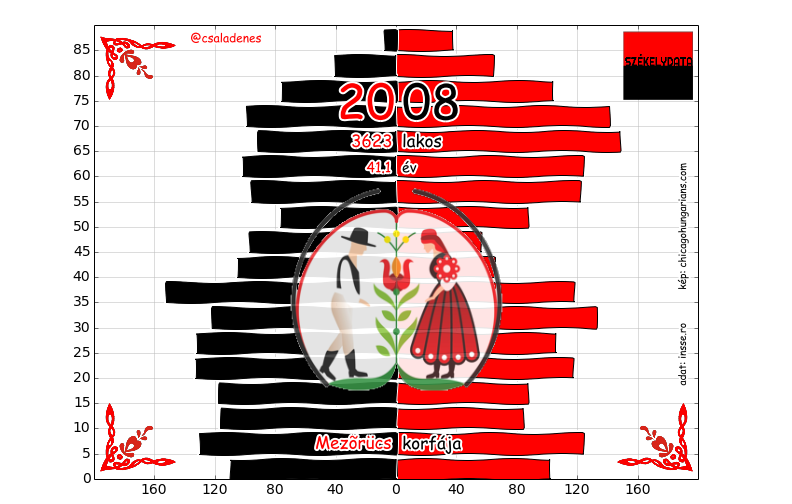 @csaladenes
SZÉKELYDATA
2008
3623 lakos
41.1 év
kép: chicagohungarians.com
adat: insse.ro
Mezőrücs korfája
85
80
75
70
65
60
55
50
45
40
35
30
25
20
15
10
5
0
160 120 80 40 0 40 80 120 160